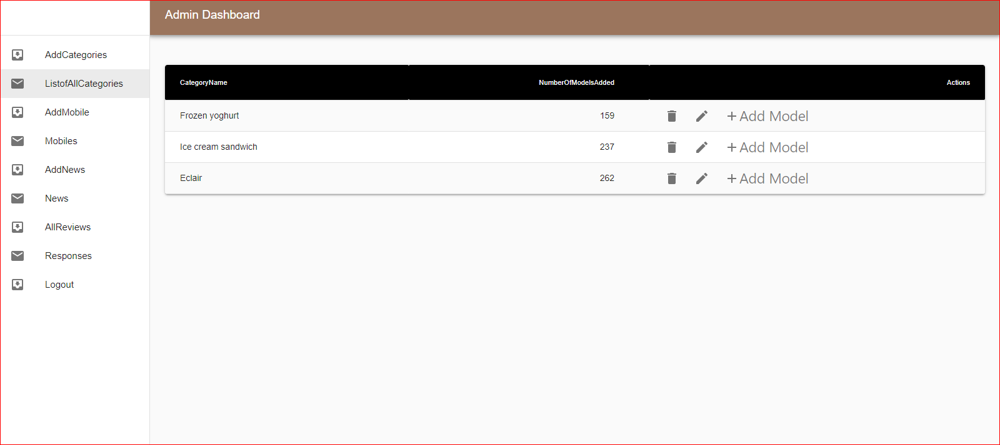 Admin Dashboard
AddCategories
ListofAllCategories
AddMobile
Mobiles
AddNews
News
AllReviews
Responses
Logout
CategoryName NumberOfModelsAdded Actions
Frozen yoghurt 159 +Add Model
Ice cream sandwich 237 +Add Model
Eclair 262 +Add Model